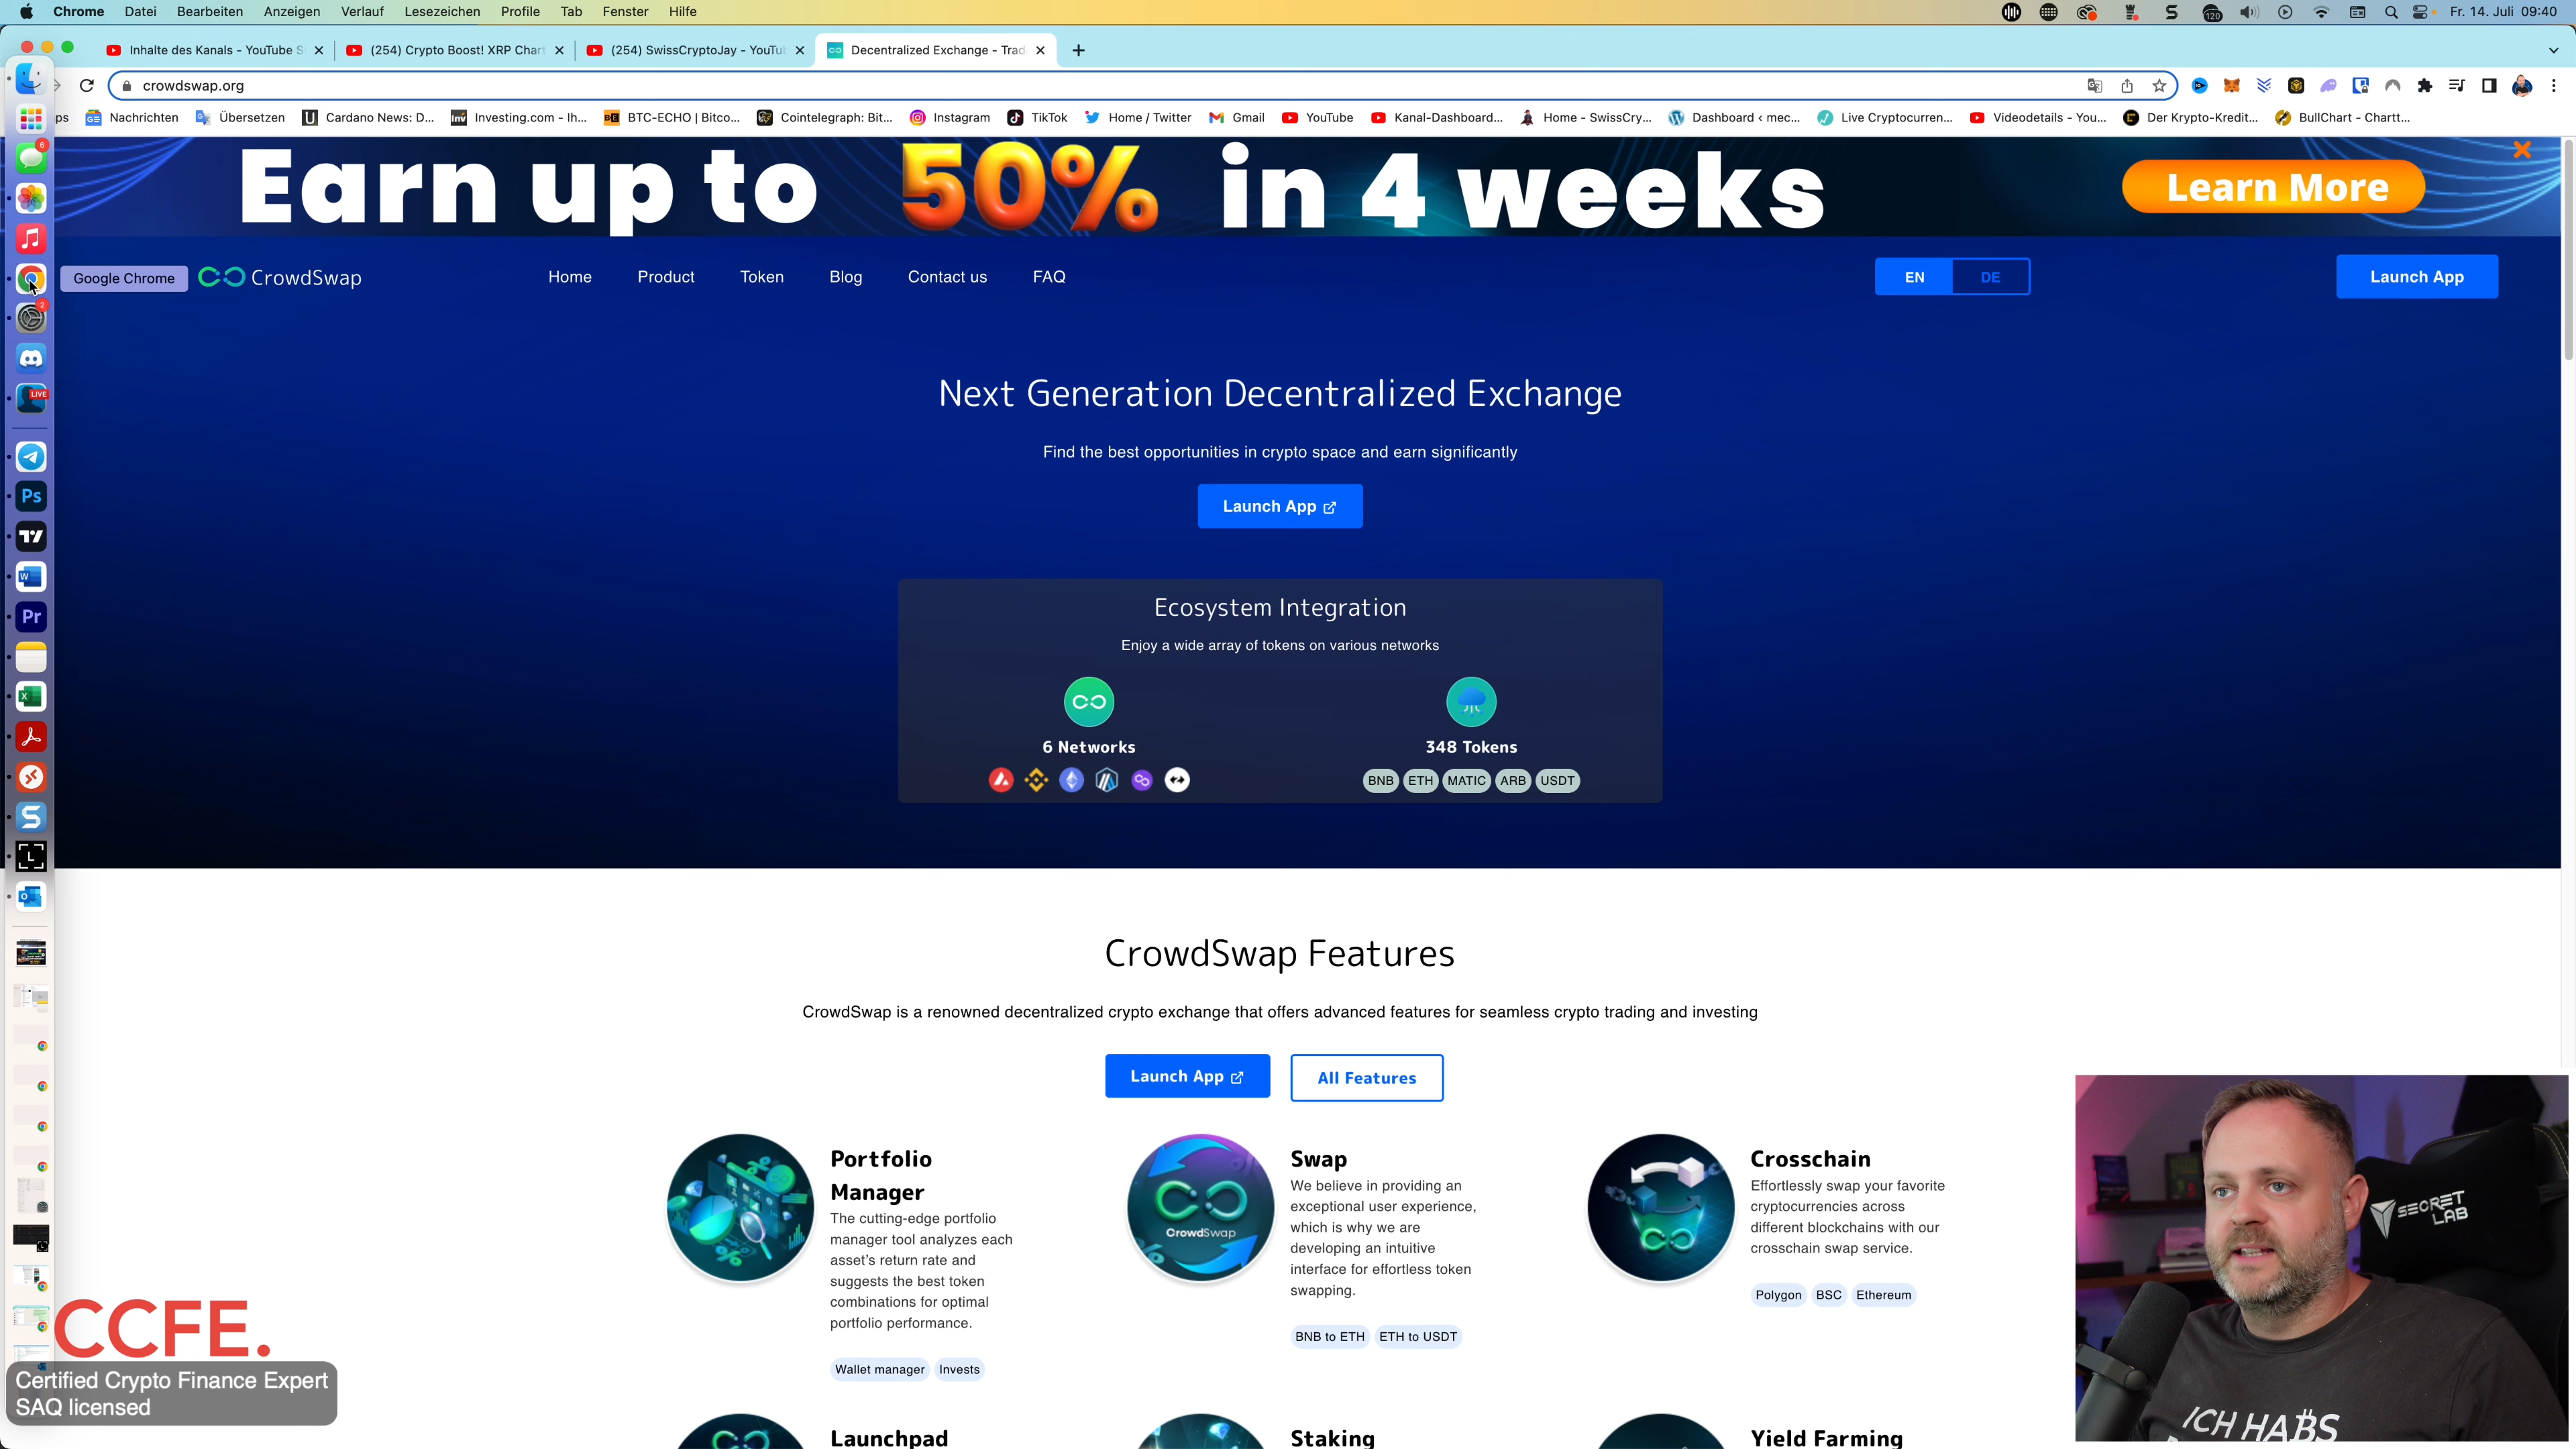 Chrome Datei Bearbeiten Anzeigen Verlauf Lesezeichen Profile Tab Fenster Hilfe
120
Fr. 14. Juli 09:40
Inhalte des Kanals - YouTube S
(254) Crypto Boost! XRP Chart
(254) SwissCryptoJay - YouTu
Decentralized Exchange - Trad
crowdswap.org
ps
Nachrichten
Übersetzen
Cardano News: D...
Investing.com - Ih...
BTC-ECHO | Bitco...
Cointelegraph: Bit...
Instagram
TikTok
Home / Twitter
Gmail
YouTube
Kanal-Dashboard...
Home - SwissCry...
Dashboard ‹ mec...
Live Cryptocurren...
Videodetails - You...
Der Krypto-Kredit...
BullChart - Chartt...
6
Earn up to 50% in 4 weeks
Learn More
Google Chrome
CrowdSwap
Home Product Token Blog Contact us FAQ
EN DE
Launch App
2
LIVE
Ps
W
Pr
X
S
L
O
Next Generation Decentralized Exchange
Find the best opportunities in crypto space and earn significantly
Launch App
Ecosystem Integration
Enjoy a wide array of tokens on various networks
6 Networks
348 Tokens
BNB ETH MATIC ARB USDT
CrowdSwap Features
CrowdSwap is a renowned decentralized crypto exchange that offers advanced features for seamless crypto trading and investing
Launch App
All Features
Portfolio
Manager
The cutting-edge portfolio
manager tool analyzes each
asset's return rate and
suggests the best token
combinations for optimal
portfolio performance.
Wallet manager Invests
CrowdSwap
Swap
We believe in providing an
exceptional user experience,
which is why we are
developing an intuitive
interface for effortless token
swapping.
BNB to ETH ETH to USDT
Crosschain
Effortlessly swap your favorite
cryptocurrencies across
different blockchains with our
crosschain swap service.
Polygon BSC Ethereum
Launchpad
Staking
Yield Farming
CCFE.
Certified Crypto Finance Expert
SAQ licensed
SECRET
LAB
ICH HABS